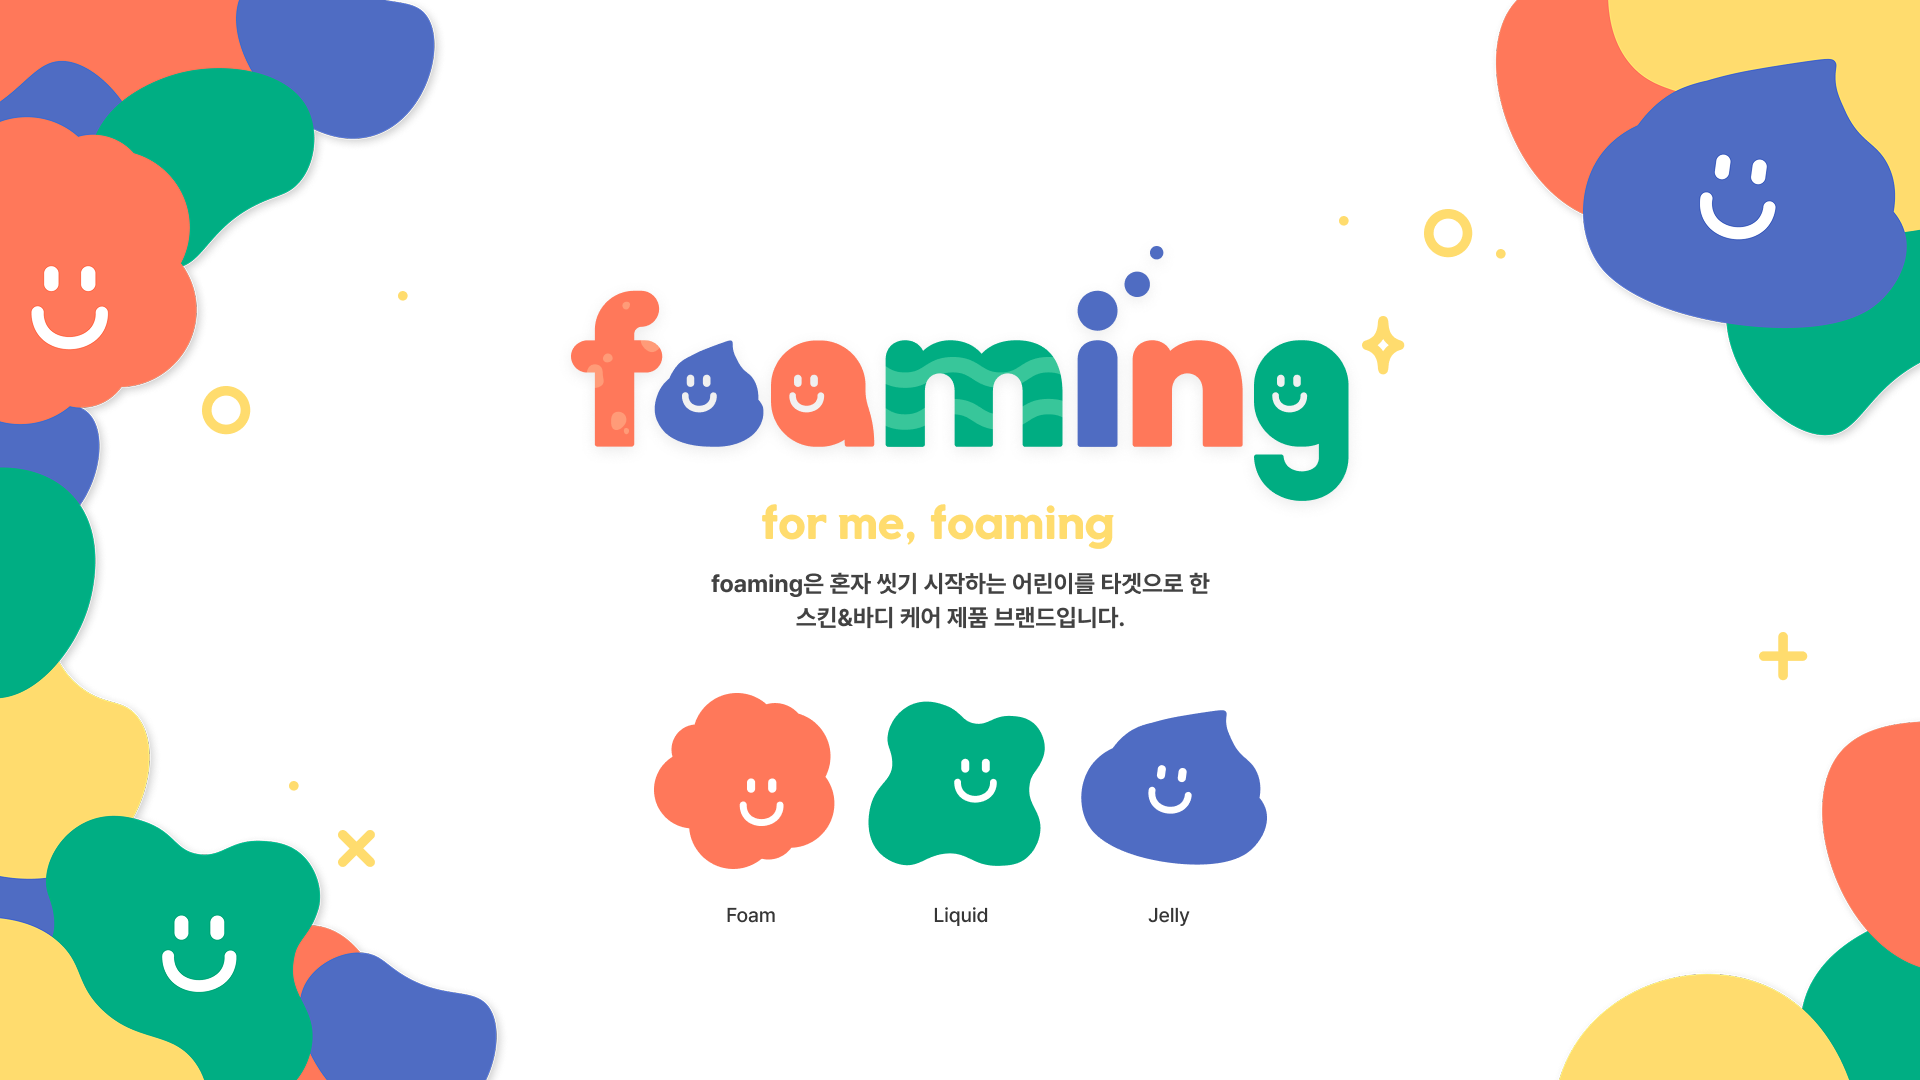 foaming
for me, foaming
foaming은 혼자 씻기 시작하는 어린이를 타겟으로 한
스킨&바디 케어 제품 브랜드입니다.
Foam
Liquid
Jelly